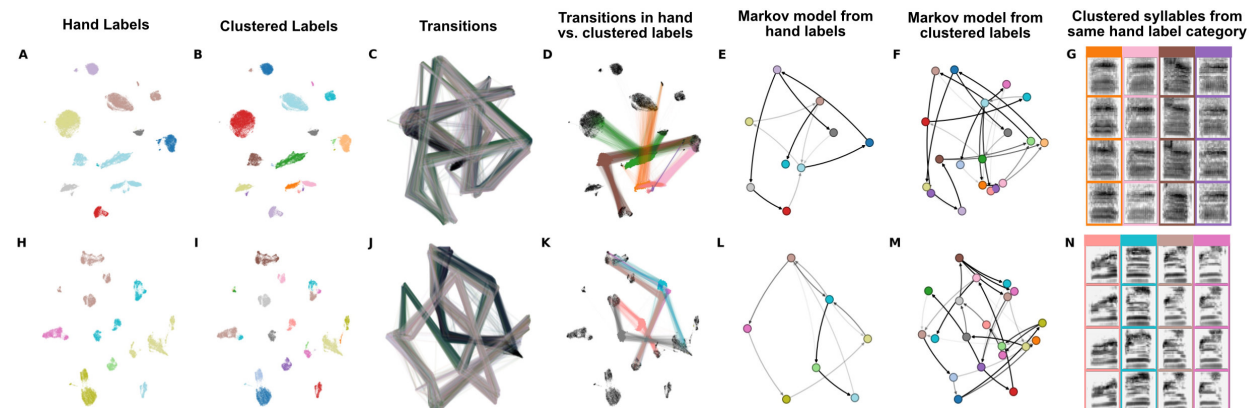 Hand Labels
Clustered Labels
Transitions
Transitions in hand
vs. clustered labels
Markov model from
hand labels
Markov model from
clustered labels
Clustered syllables from
same hand label category
A
B
C
D
E
F
G
H
I
J
K
L
M
N